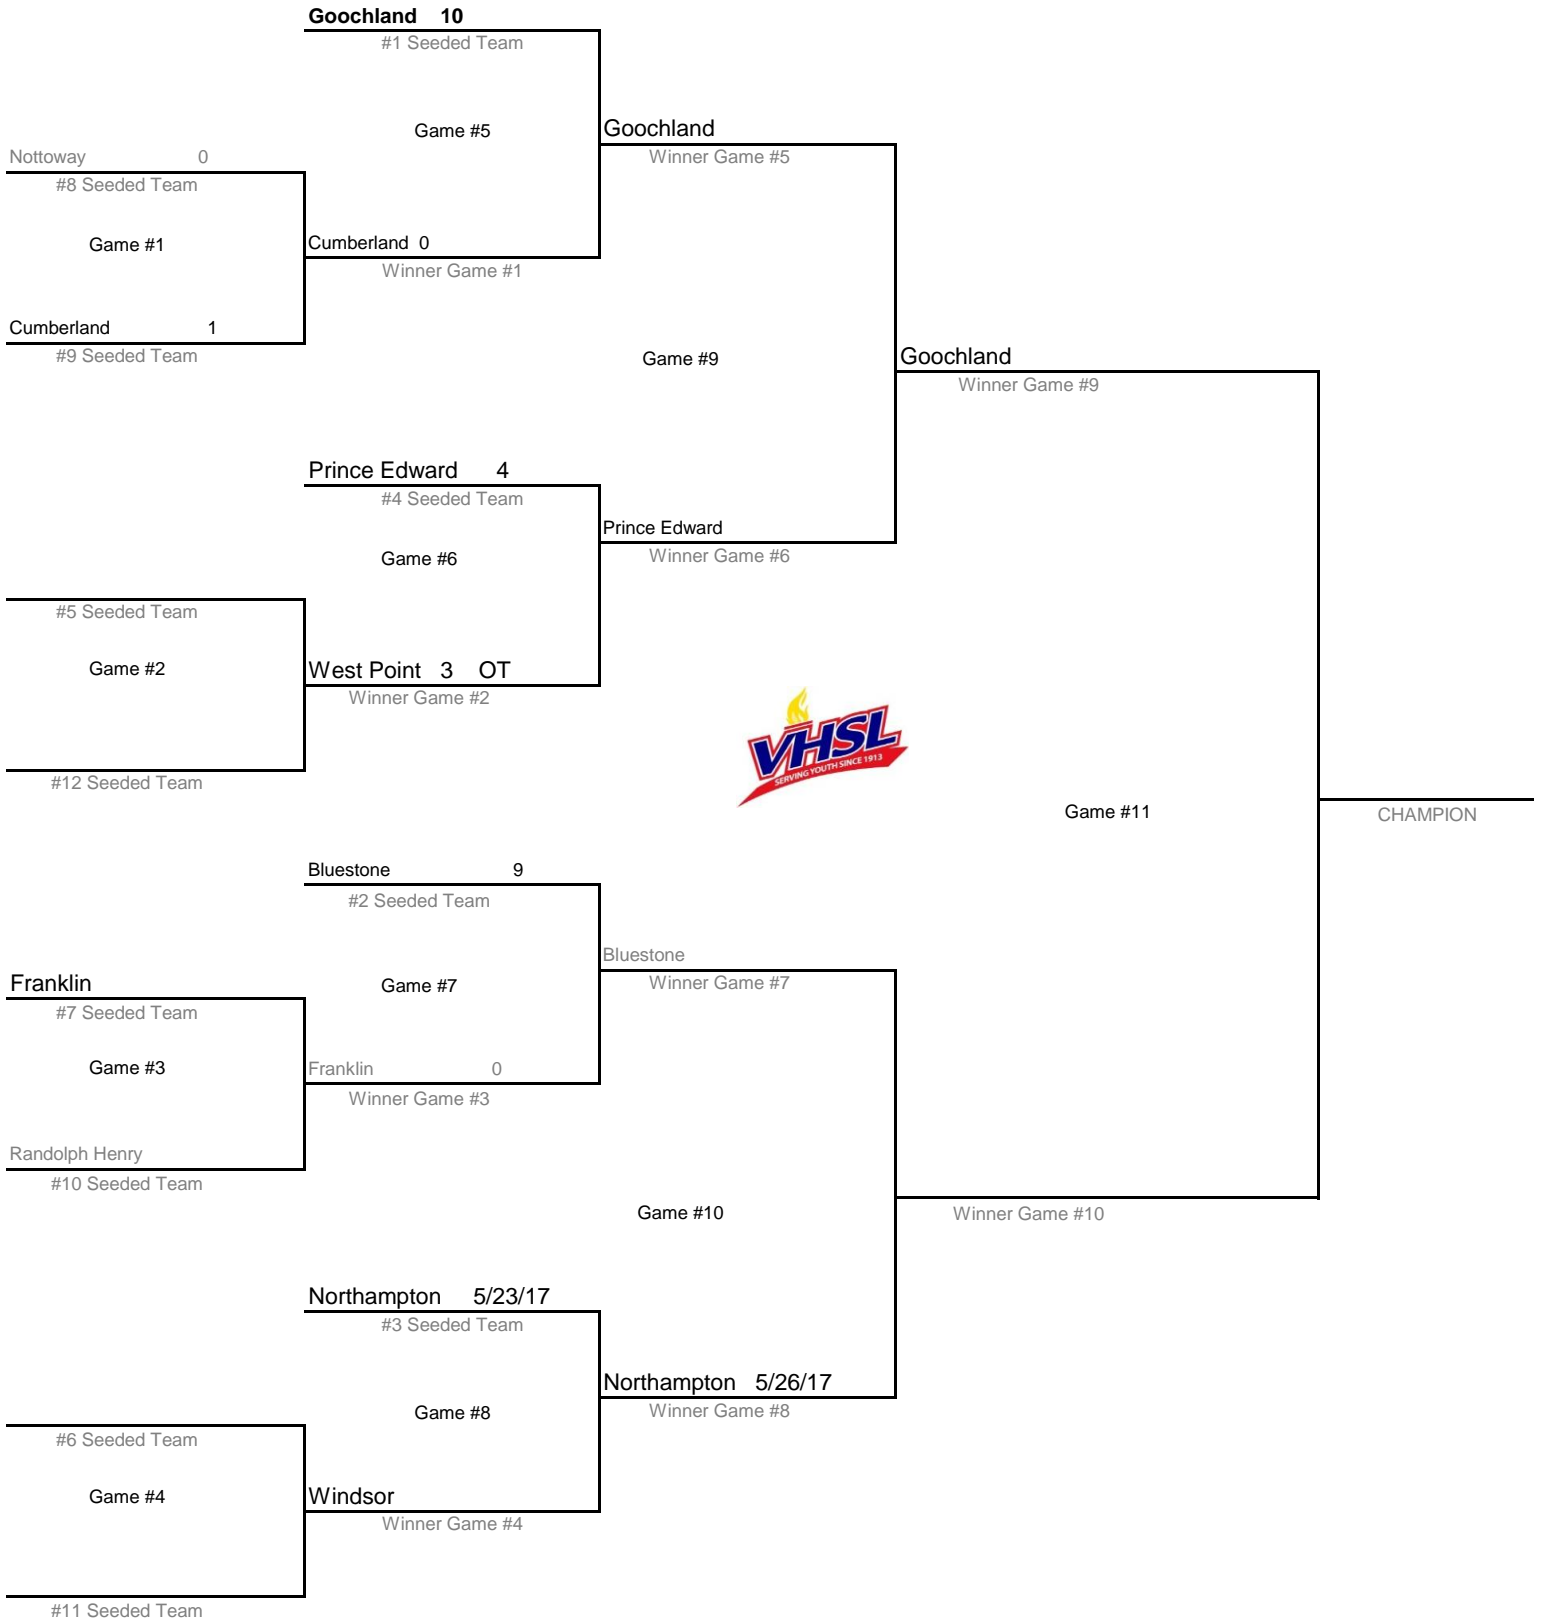 Goochland 10
#1 Seeded Team
Game #5
Goochland
Winner Game #5
Nottoway 0
#8 Seeded Team
Game #1
Cumberland 0
Winner Game #1
Cumberland 1
#9 Seeded Team
Game #9
Goochland
Winner Game #9
Prince Edward 4
#4 Seeded Team
Prince Edward
Winner Game #6
Game #6
#5 Seeded Team
Game #2
West Point 3 OT
Winner Game #2
VHSL
SERVING YOUTH SINCE 1913
#12 Seeded Team
Game #11
CHAMPION
Bluestone 9
#2 Seeded Team
Bluestone
Winner Game #7
Franklin
#7 Seeded Team
Game #7
Game #3
Franklin 0
Winner Game #3
Randolph Henry
#10 Seeded Team
Game #10
Winner Game #10
Northampton 5/23/17
#3 Seeded Team
Northampton 5/26/17
Winner Game #8
Game #8
#6 Seeded Team
Game #4
Windsor
Winner Game #4
#11 Seeded Team